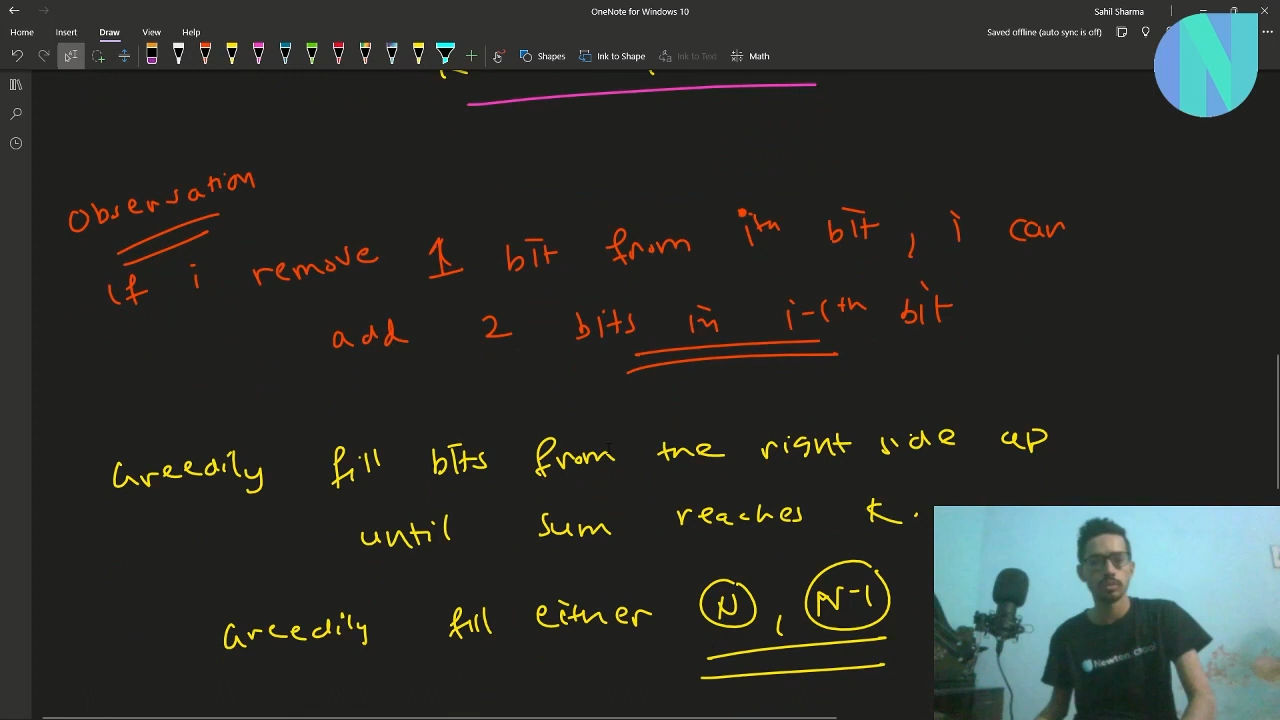 OneNote for Windows 10
Sahil Sharma
Home Insert Draw View Help
Saved offline (auto sync is off)
Shapes Ink to Shape Ink to Text Math
Observation
If i remove 1 bit from ith bit, i can
add 2 bits in i-1th bit
Greedily fill bits from the right side up
until sum reaches K.
Greedily fill either N, N-1
Newton School